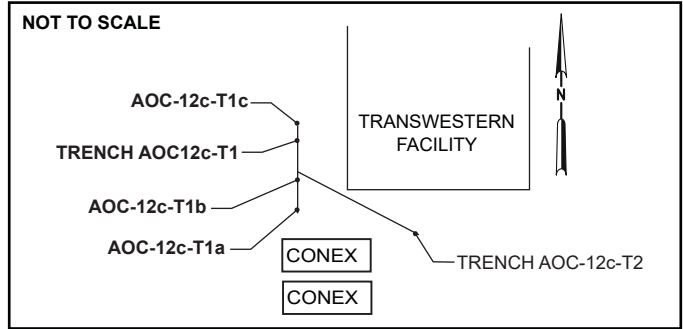 NOT TO SCALE
AOC-12c-T1c
TRENCH AOC12c-T1
AOC-12c-T1b
AOC-12c-T1a
TRANSWESTERN
FACILITY
N
CONEX
CONEX
TRENCH AOC-12c-T2